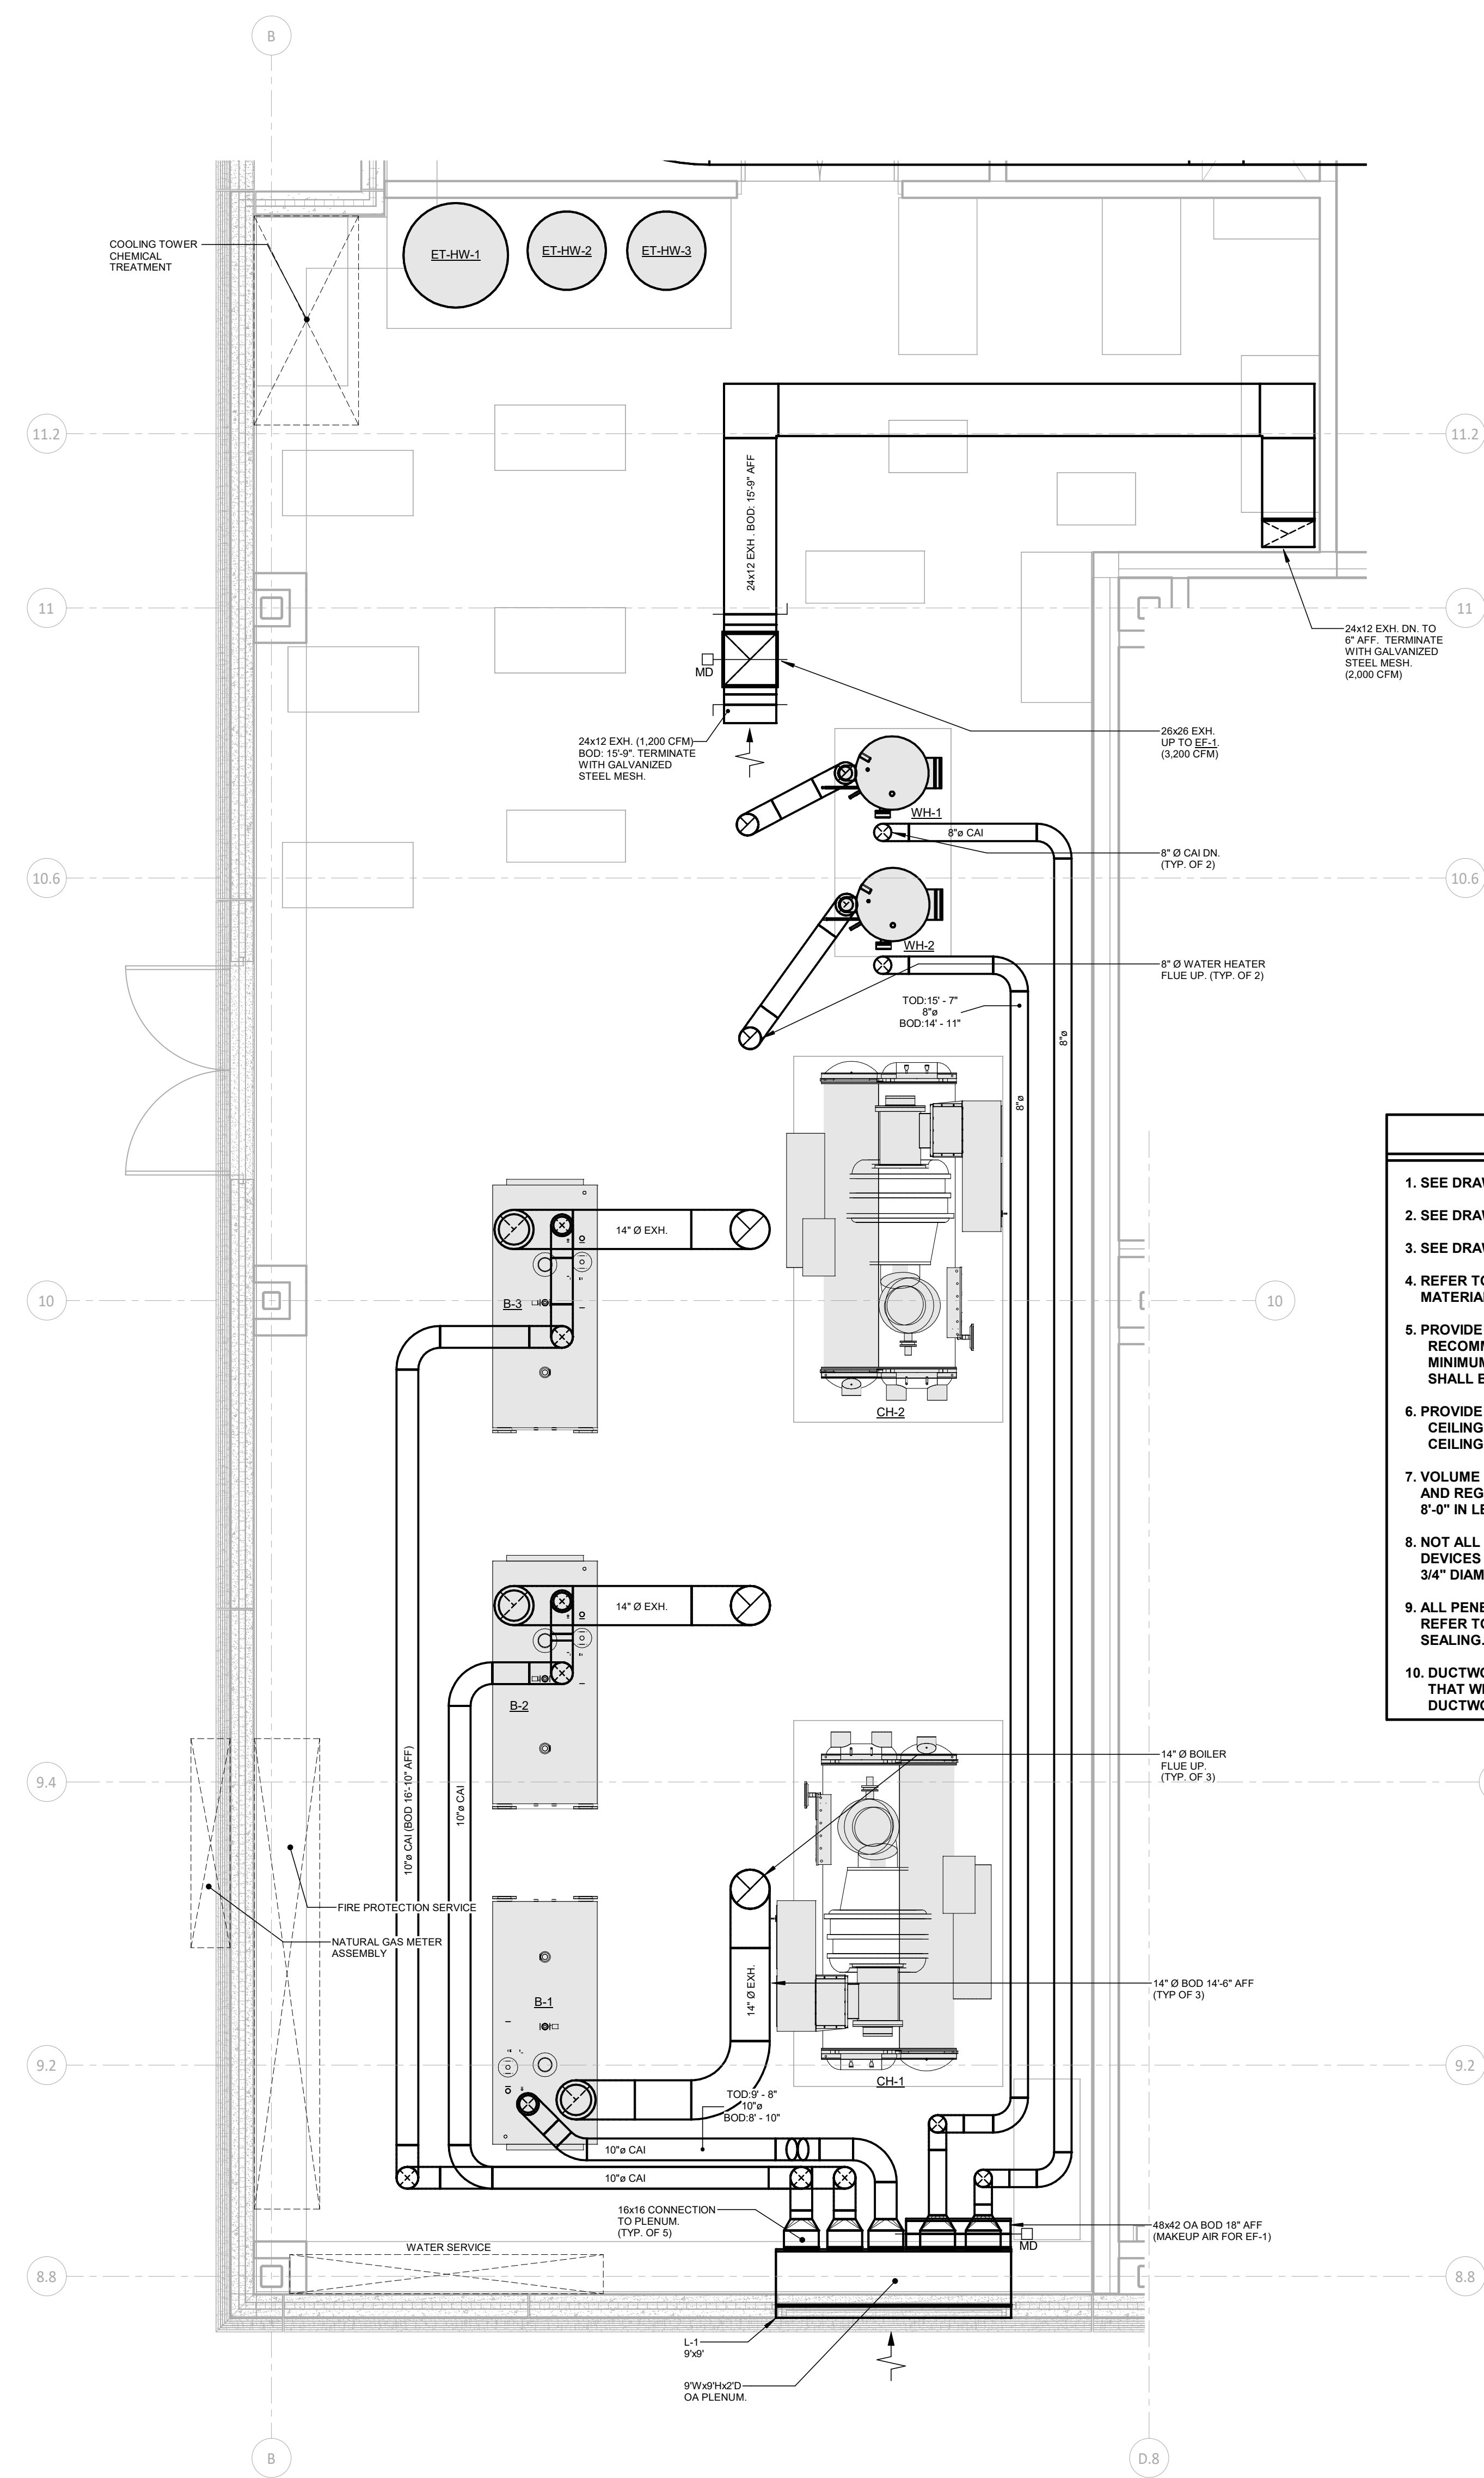 B
COOLING TOWER
CHEMICAL
TREATMENT
ET-HW-1
ET-HW-2
ET-HW-3
11.2
11.2
24x12 EXH . BOD: 15'-9" AFF
11
11
24x12 EXH. DN. TO
6" AFF. TERMINATE
WITH GALVANIZED
STEEL MESH.
(2,000 CFM)
MD
24x12 EXH. (1,200 CFM)
BOD: 15'-9". TERMINATE
WITH GALVANIZED
STEEL MESH.
26x26 EXH.
UP TO EF-1.
(3,200 CFM)
WH-1
8"ø CAI
8" Ø CAI DN.
(TYP. OF 2)
10.6
10.6
WH-2
8" Ø WATER HEATER
FLUE UP. (TYP. OF 2)
TOD:15' - 7"
8"ø
BOD:14' - 11"
8"ø
8"ø
1. SEE DRA
2. SEE DRA
3. SEE DRA
4. REFER TO
MATERIA
5. PROVIDE
RECOM
MINIMUM
SHALL
6. PROVIDE
CEILING
CEILING
7. VOLUME
AND REG
8'-0" IN LE
8. NOT ALL
DEVICES
3/4" DIAM
9. ALL PENE
REFER TO
SEALING.
10. DUCTWO
THAT W
DUCTWO
14" Ø EXH.
B-3
10
10
CH-2
14" Ø EXH.
B-2
9.4
14" Ø BOILER
FLUE UP.
(TYP. OF 3)
10"ø CAI (BOD 16'-10" AFF)
10"ø CAI
FIRE PROTECTION SERVICE
NATURAL GAS METER
ASSEMBLY
14" Ø EXH.
14" Ø BOD 14'-6" AFF
(TYP OF 3)
B-1
9.2
9.2
CH-1
TOD:9' - 8"
10"ø
BOD:8' - 10"
10"ø CAI
10"ø CAI
16x16 CONNECTION
TO PLENUM.
(TYP. OF 5)
48x42 OA BOD 18" AFF
(MAKEUP AIR FOR EF-1)
MD
WATER SERVICE
8.8
8.8
L-1
9'x9'
9'Wx9'Hx2'D
OA PLENUM.
B
D.8